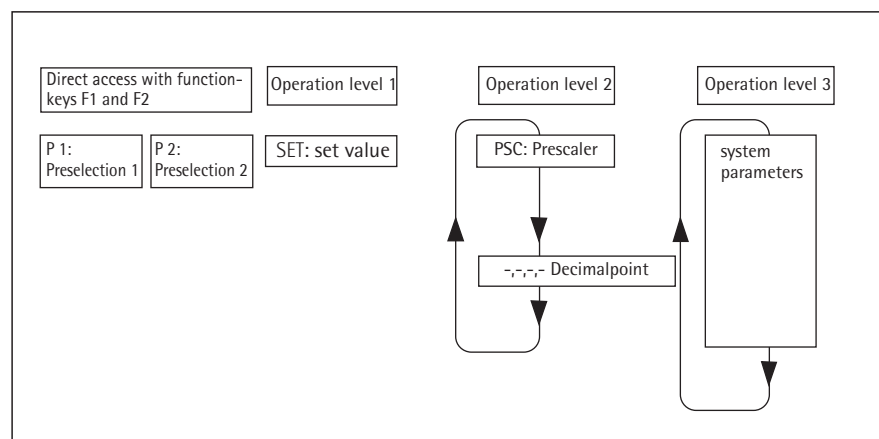 Direct access with function-
keys F1 and F2
Operation level 1
Operation level 2
Operation level 3
P 1:
Preselection 1
P 2:
Preselection 2
SET: set value
PSC: Prescaler
system
parameters
-,-,-,- Decimalpoint